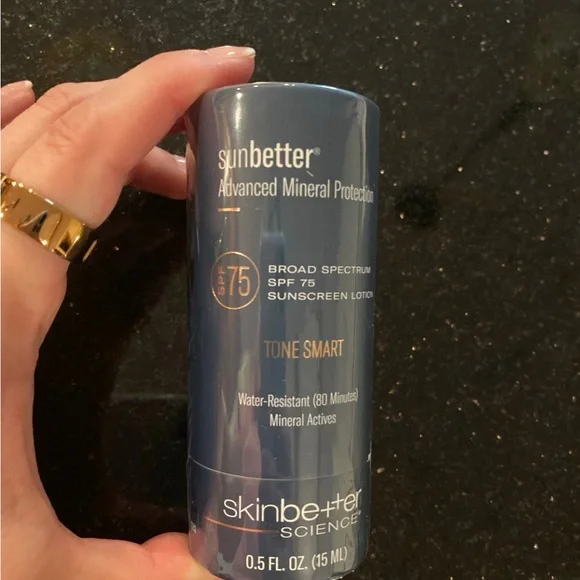 sunbetter®
Advanced Mineral Protection
SPF 75
BROAD SPECTRUM
SPF 75
SUNSCREEN LOTION
TONE SMART
Water-Resistant (80 Minutes)
Mineral Actives
skinbetter
SCIENCE®
0.5 FL. OZ. (15 ML)